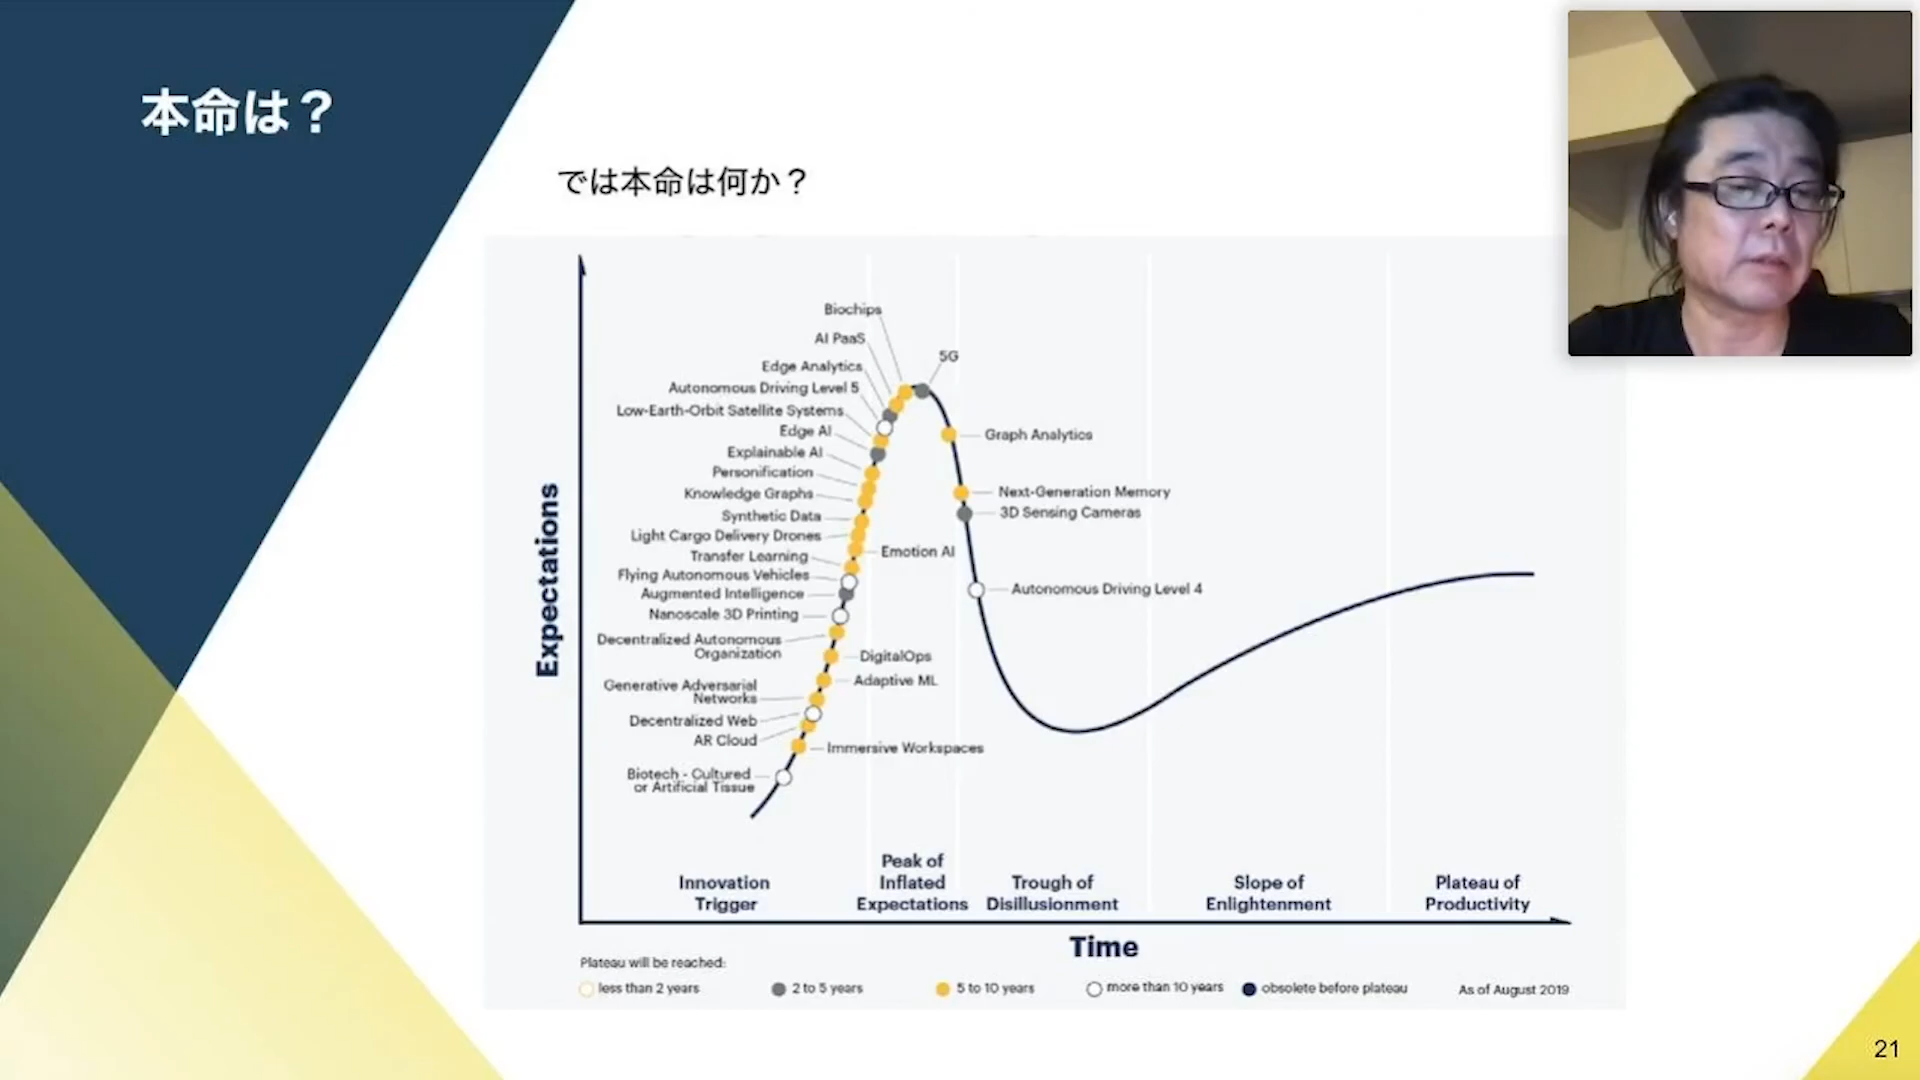 本命は？
では本命は何か？
Biochips
AI PaaS
5G
Edge Analytics
Autonomous Driving Level 5
Low-Earth-Orbit Satellite Systems
Edge AI
Graph Analytics
Explainable AI
Personification
Knowledge Graphs
Next-Generation Memory
Synthetic Data
3D Sensing Cameras
Light Cargo Delivery Drones
Transfer Learning
Emotion AI
Flying Autonomous Vehicles
Augmented Intelligence
Autonomous Driving Level 4
Nanoscale 3D Printing
Decentralized Autonomous
Organization
DigitalOps
Adaptive ML
Generative Adversarial
Networks
Decentralized Web
AR Cloud
Immersive Workspaces
Biotech - Cultured
or Artificial Tissue
Expectations
Innovation
Trigger
Peak of
Inflated
Expectations
Trough of
Disillusionment
Slope of
Enlightenment
Plateau of
Productivity
Time
Plateau will be reached:
less than 2 years
2 to 5 years
5 to 10 years
more than 10 years
obsolete before plateau
As of August 2019
21